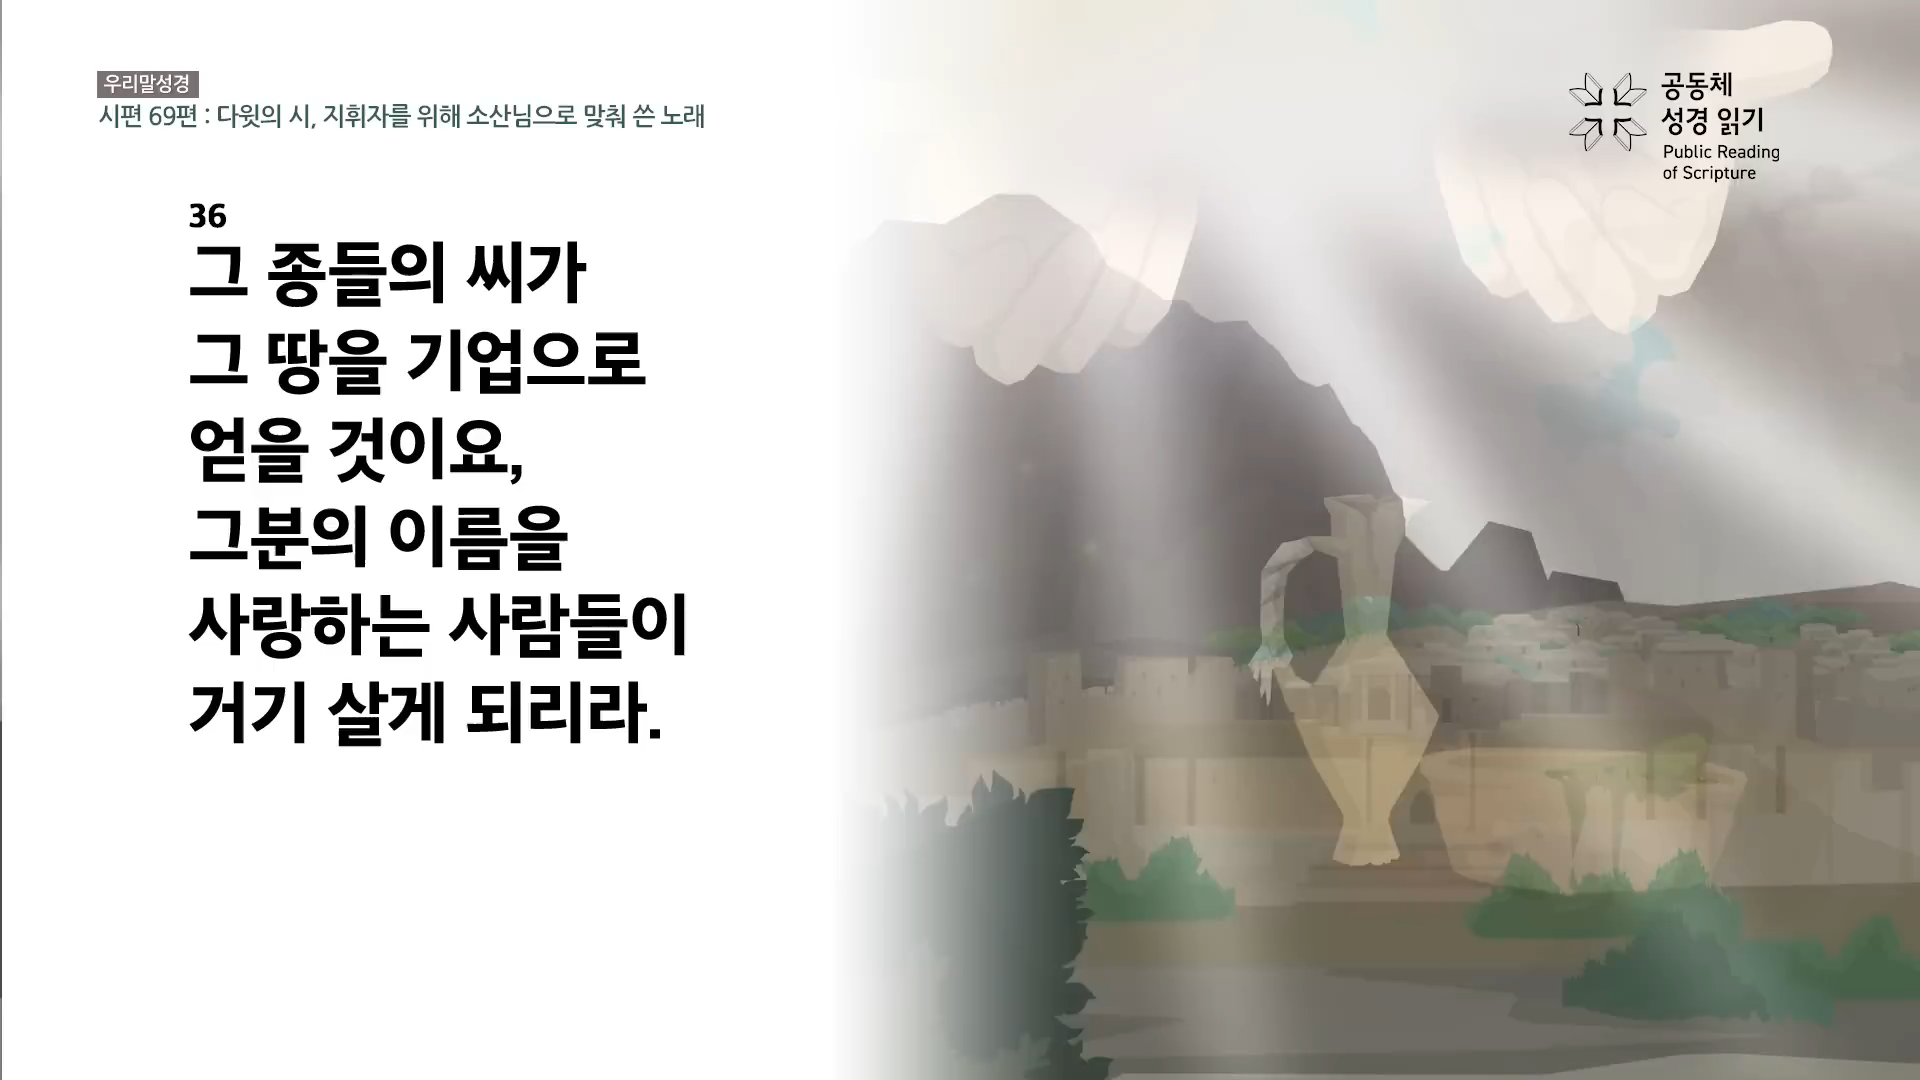 우리말성경
시편 69편 : 다윗의 시, 지휘자를 위해 소산님으로 맞춰 쓴 노래
공동체
성경 읽기
Public Reading
of Scripture
36
그 종들의 씨가
그 땅을 기업으로
얻을 것이요,
그분의 이름을
사랑하는 사람들이
거기 살게 되리라.